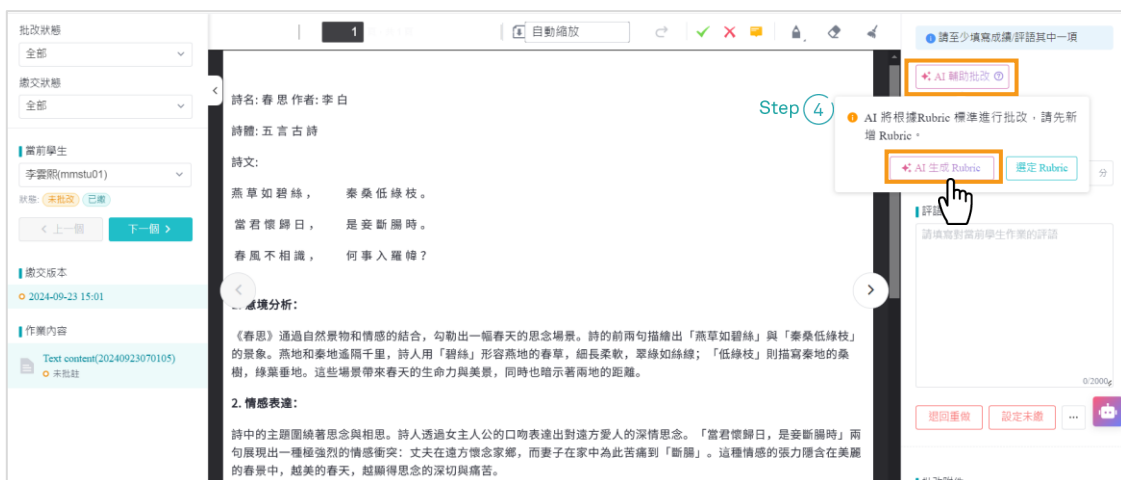 批改狀態
全部
繳交狀態
全部
當前學生
李雲熙(mmstu01)
狀態: 未批改 已繳
< 上一個
下一個 >
繳交版本
2024-09-23 15:01
作業內容
Text content(20240923070105)
未批註
1
自動縮放
詩名: 春 思 作者: 李 白
詩體: 五 言 古 詩
詩文:
燕 草 如 碧 絲 ， 秦 桑 低 綠 枝 。
當 君 懷 歸 日 ， 是 妾 斷 腸 時 。
春 風 不 相 識 ， 何 事 入 羅 幃 ?
意境分析：
《春思》通過自然景物和情感的結合，勾勒出一幅春天的思念場景。詩的前兩句描繪出「燕草如碧絲」與「秦桑低綠枝」
的景象。燕地和秦地遙隔千里，詩人用「碧絲」形容燕地的春草，細長柔軟，翠綠如絲線；「低綠枝」則描寫秦地的桑
樹，綠葉垂地。這些場景帶來春天的生命力與美景，同時也暗示著兩地的距離。
2. 情感表達：
詩中的主題圍繞著思念與相思。詩人透過女主人公的口吻表達出對遠方愛人的深情思念。「當君懷歸日，是妾斷腸時」兩
句展現出一種極強烈的情感衝突：丈夫在遠方懷念家鄉，而妻子在家中為此苦痛到「斷腸」。這種情感的張力隱含在美麗
的春景中，越美的春天，越顯得思念的深切與痛苦。
Step 4
請至少填寫成績/評語其中一項
AI 輔助批改
AI 將根據Rubric 標準進行批改，請先新
增 Rubric。
AI 生成 Rubric
選定 Rubric
分
評語
請填寫對當前學生作業的評語
0/2000
退回重做
設定未繳
...